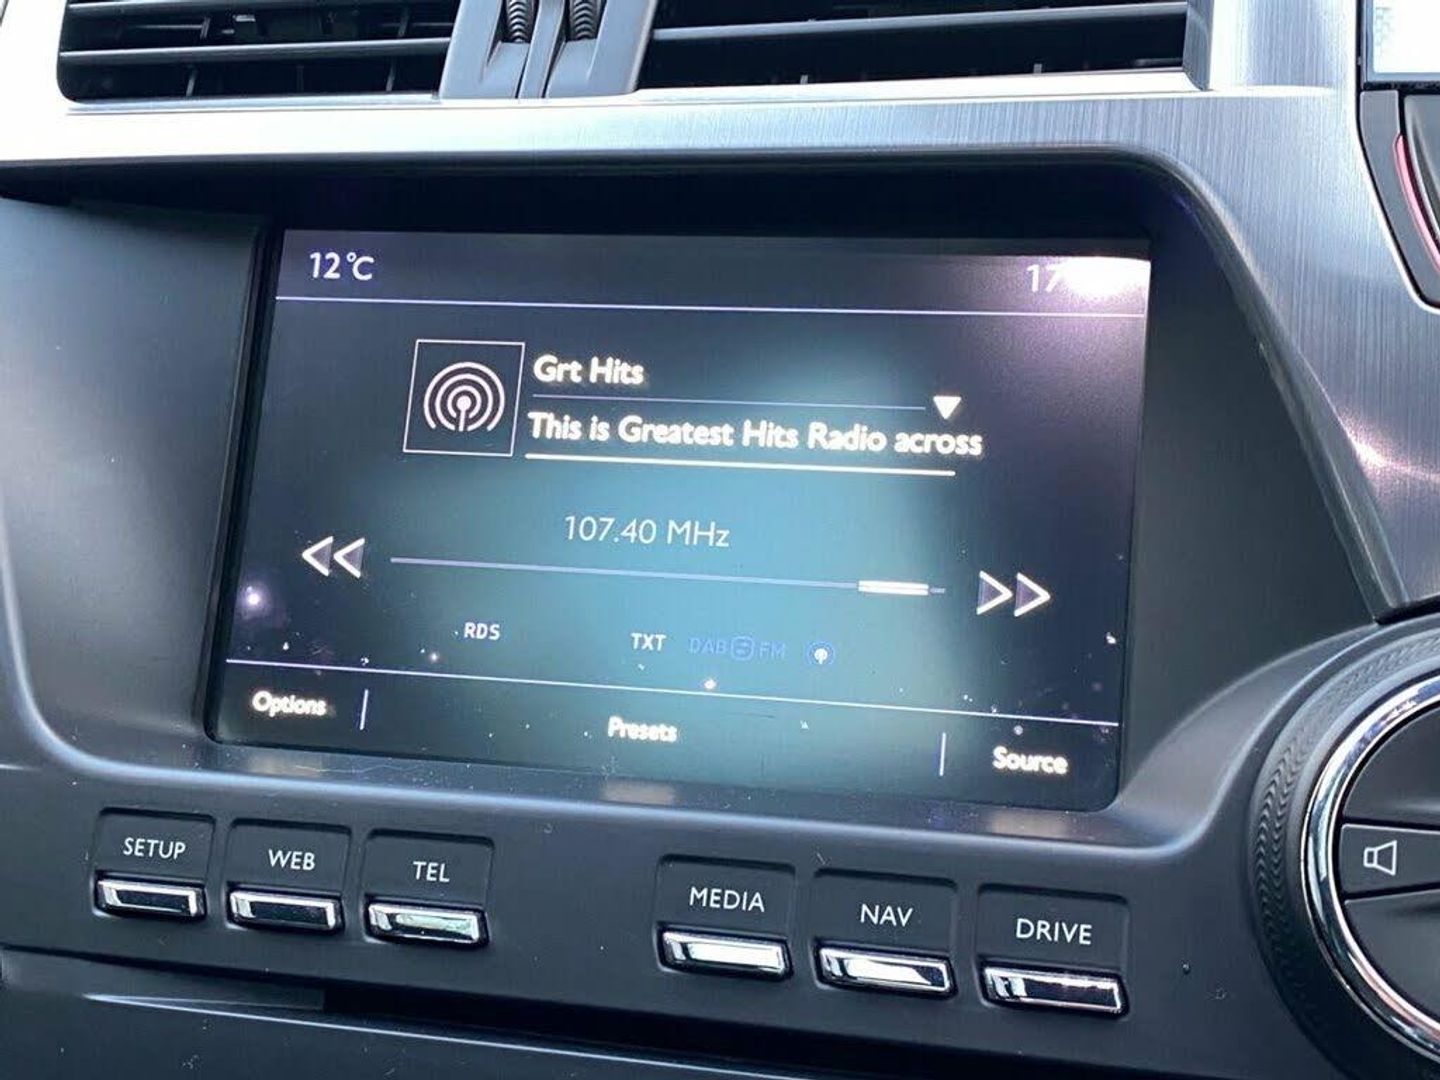 12°C
Grt Hits
This is Greatest Hits Radio across
107.40 MHz
RDS TXT DAB FM
Options Presets Source
SETUP WEB TEL MEDIA NAV DRIVE